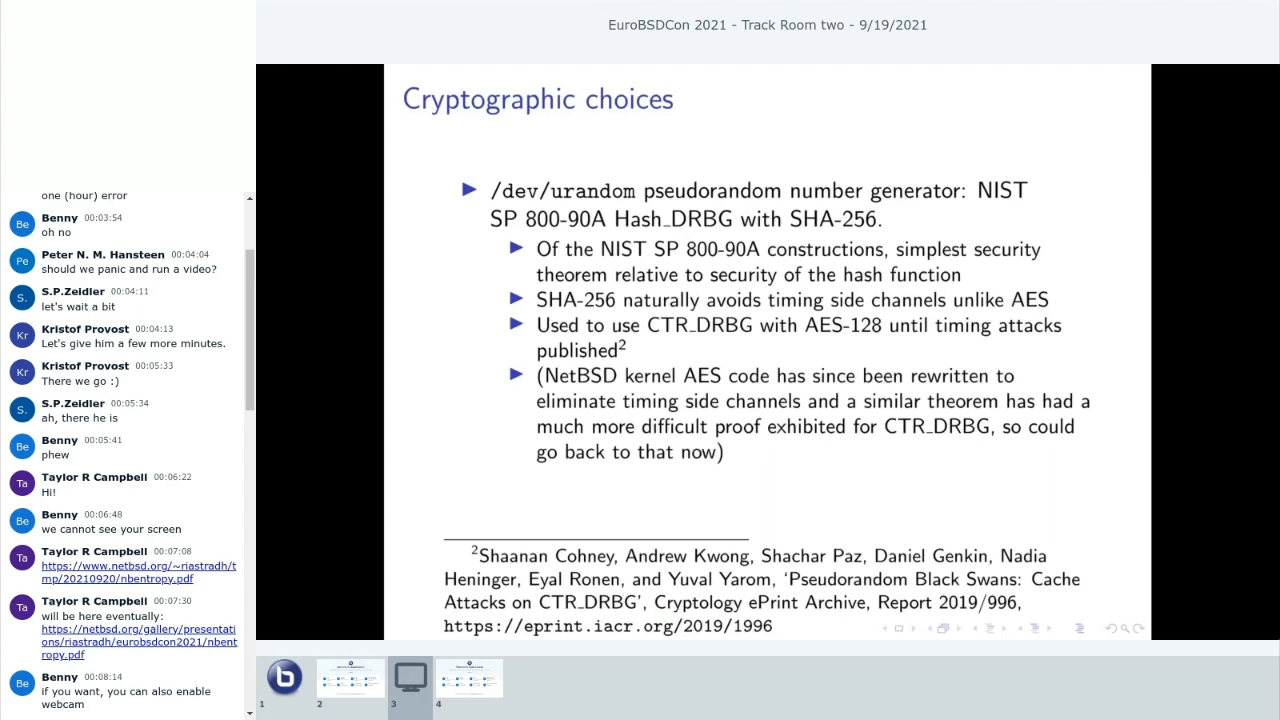 EuroBSDCon 2021 - Track Room two - 9/19/2021
one (hour) error
Be
Benny 00:03:54
oh no
Pe
Peter N. M. Hansteen 00:04:04
should we panic and run a video?
S.
S.P.Zeidler 00:04:11
let's wait a bit
Kr
Kristof Provost 00:04:13
Let's give him a few more minutes.
Kr
Kristof Provost 00:05:33
There we go :)
S.
S.P.Zeidler 00:05:34
ah, there he is
Be
Benny 00:05:41
phew
Ta
Taylor R Campbell 00:06:22
Hi!
Be
Benny 00:06:48
we cannot see your screen
Ta
Taylor R Campbell 00:07:08
https://www.netbsd.org/~riastradh/t
mp/20210920/nbentropy.pdf
Ta
Taylor R Campbell 00:07:30
will be here eventually:
https://netbsd.org/gallery/presentati
ons/riastradh/eurobsdcon2021/nbent
ropy.pdf
Be
Benny 00:08:14
if you want, you can also enable
webcam
Cryptographic choices
/dev/urandom pseudorandom number generator: NIST
SP 800-90A Hash_DRBG with SHA-256.
Of the NIST SP 800-90A constructions, simplest security
theorem relative to security of the hash function
SHA-256 naturally avoids timing side channels unlike AES
Used to use CTR_DRBG with AES-128 until timing attacks
published²
(NetBSD kernel AES code has since been rewritten to
eliminate timing side channels and a similar theorem has had a
much more difficult proof exhibited for CTR_DRBG, so could
go back to that now)
²Shaanan Cohney, Andrew Kwong, Shachar Paz, Daniel Genkin, Nadia
Heninger, Eyal Ronen, and Yuval Yarom, ‘Pseudorandom Black Swans: Cache
Attacks on CTR_DRBG’, Cryptology ePrint Archive, Report 2019/996,
https://eprint.iacr.org/2019/1996
b
1
2
3
4